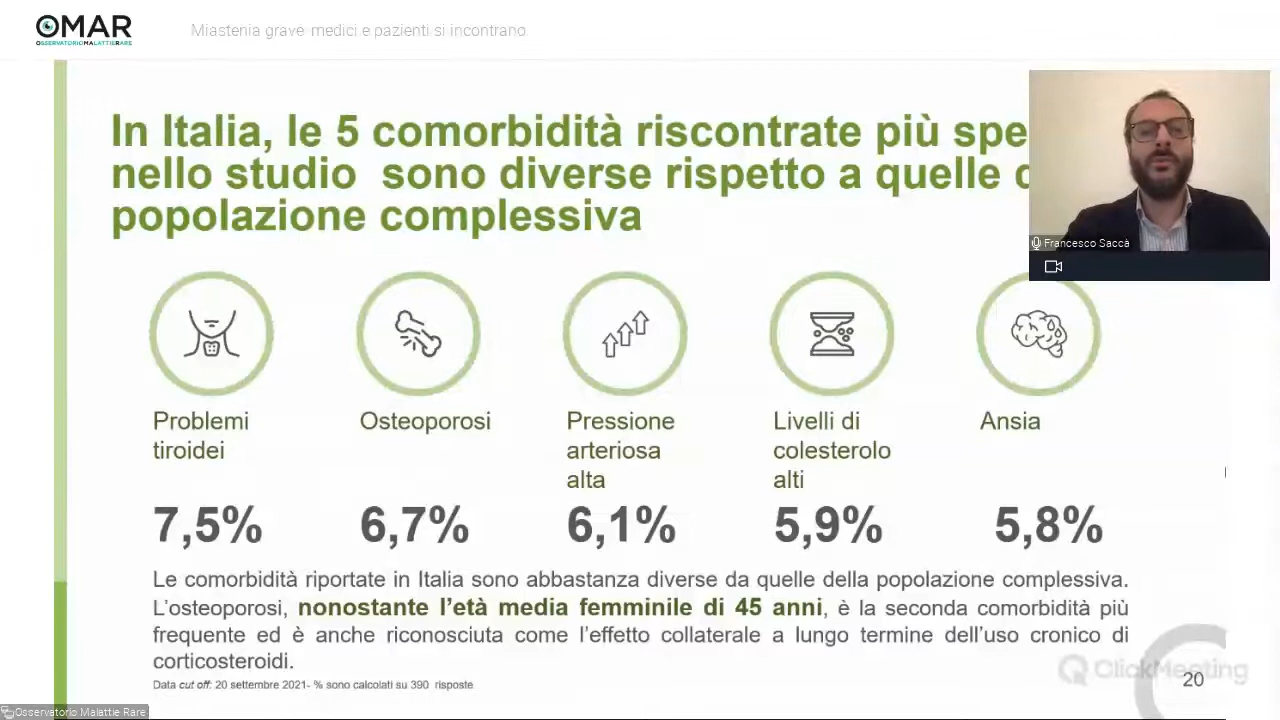 OMAR
OSSERVATORIOMALATTIERARE
Miastenia grave: medici e pazienti si incontrano
In Italia, le 5 comorbidità riscontrate più
nello studio sono diverse rispetto a quelle
popolazione complessiva
Francesco Saccà
Problemi
tiroidei
7,5%
Osteoporosi
6,7%
Pressione
arteriosa
alta
6,1%
Livelli di
colesterolo
alti
5,9%
Ansia
5,8%
Le comorbidità riportate in Italia sono abbastanza diverse da quelle della popolazione complessiva.
L’osteoporosi, nonostante l’età media femminile di 45 anni, è la seconda comorbidità più
frequente ed è anche riconosciuta come l’effetto collaterale a lungo termine dell’uso cronico di
corticosteroidi.
Data cut off: 20 settembre 2021- % sono calcolati su 390 risposte
ClickMeeting
20
Osservatorio Malattie Rare